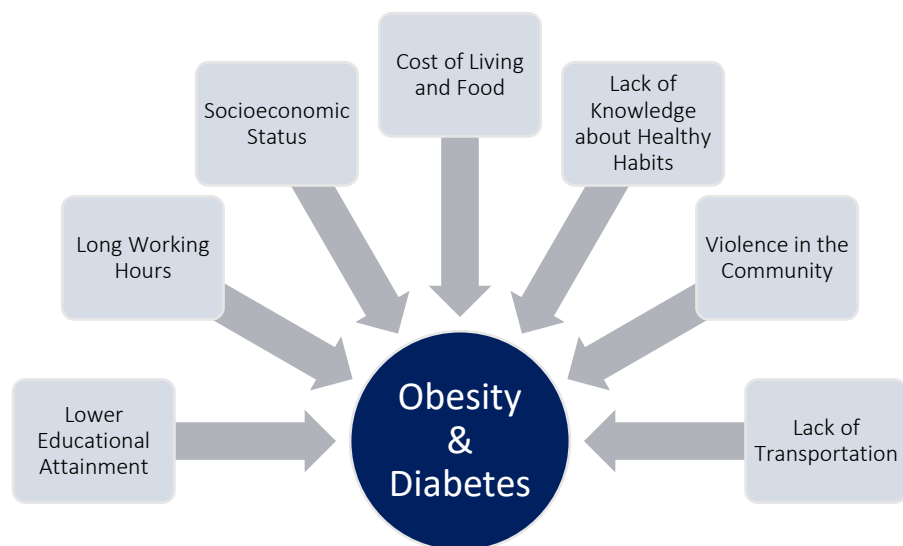 Cost of Living
and Food
Socioeconomic
Status
Lack of
Knowledge
about Healthy
Habits
Long Working
Hours
Violence in the
Community
Lower
Educational
Attainment
Obesity
&
Diabetes
Lack of
Transportation